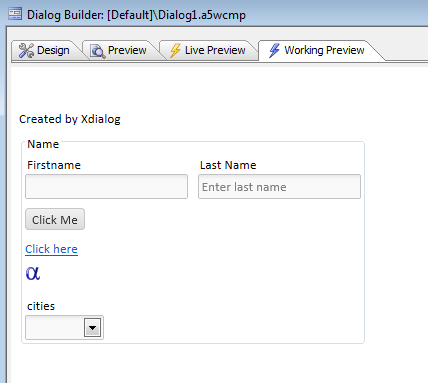 Dialog Builder: [Default]\Dialog1.a5wcmp
Design Preview Live Preview Working Preview
Created by Xdialog
Name
Firstname Last Name
Enter last name
Click Me
Click here
α
cities